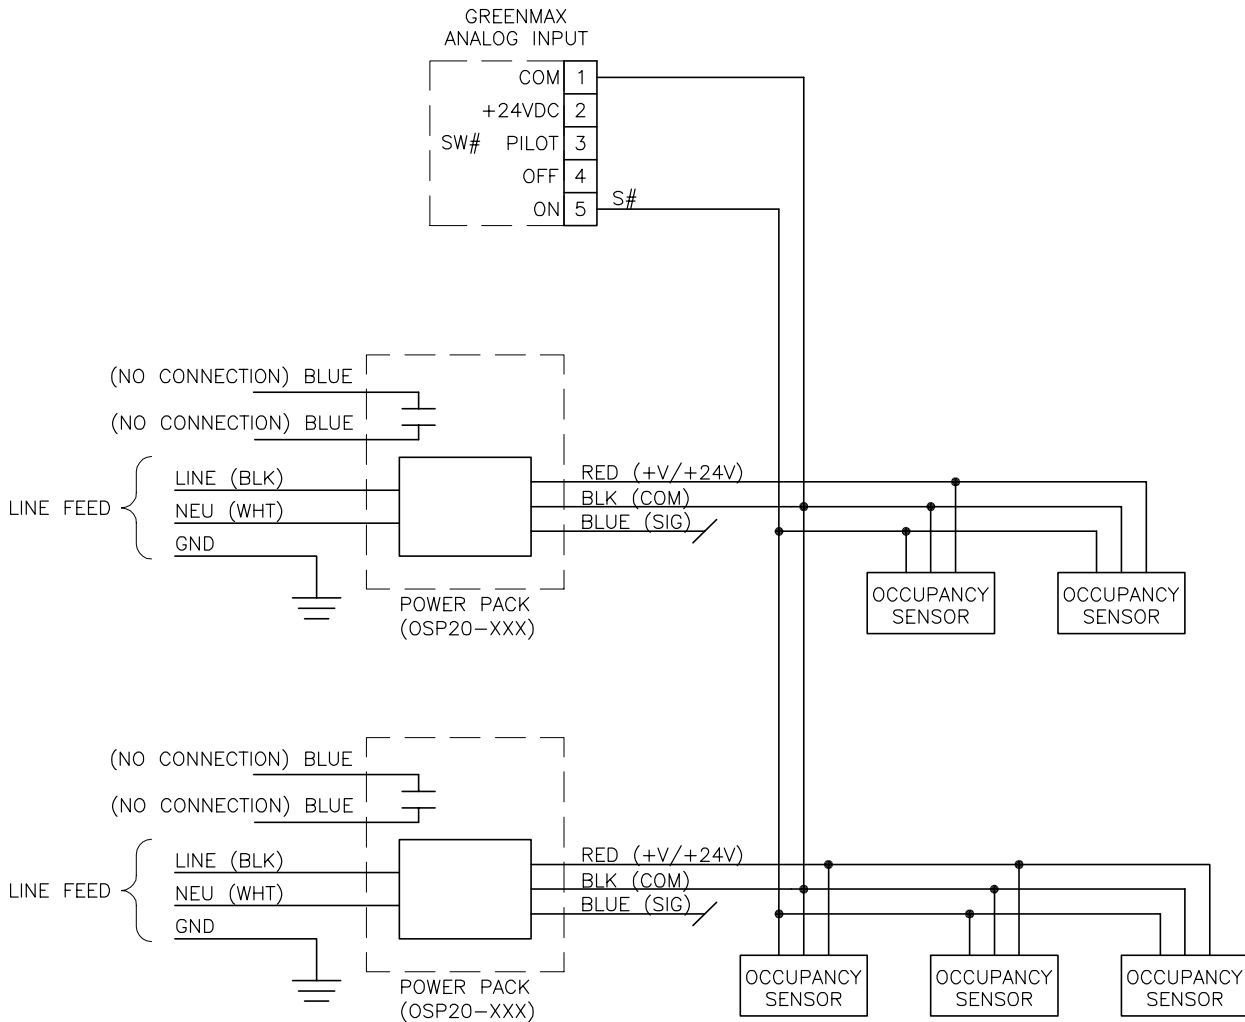 GREENMAX
ANALOG INPUT
COM 1
+24VDC 2
SW# PILOT 3
OFF 4
ON 5 S#
(NO CONNECTION) BLUE
(NO CONNECTION) BLUE
LINE FEED
LINE (BLK)
NEU (WHT)
GND
RED (+V/+24V)
BLK (COM)
BLUE (SIG)
POWER PACK
(OSP20-XXX)
OCCUPANCY
SENSOR
OCCUPANCY
SENSOR
(NO CONNECTION) BLUE
(NO CONNECTION) BLUE
LINE FEED
LINE (BLK)
NEU (WHT)
GND
RED (+V/+24V)
BLK (COM)
BLUE (SIG)
POWER PACK
(OSP20-XXX)
OCCUPANCY
SENSOR
OCCUPANCY
SENSOR
OCCUPANCY
SENSOR